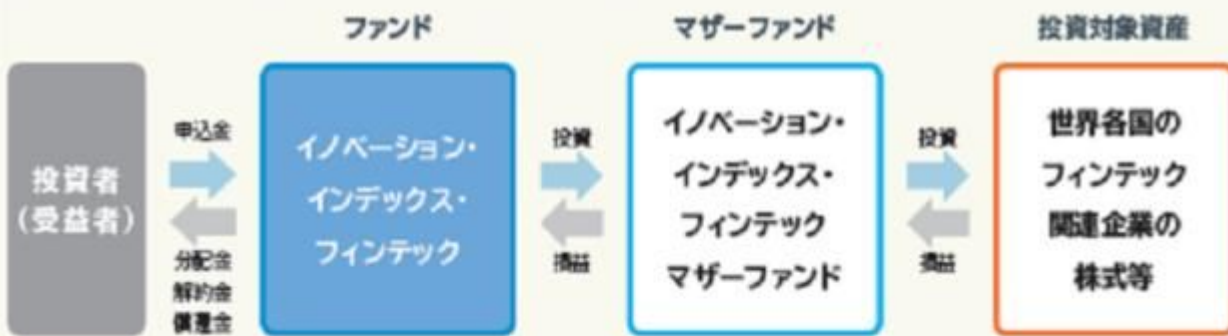 ファンド
マザーファンド
投資対象資産
投資者
(受益者)
申込金
分配金
解約金
償還金
イノベーション・
インデックス・
フィンテック
投資
損益
イノベーション・
インデックス・
フィンテック
マザーファンド
投資
損益
世界各国の
フィンテック
関連企業の
株式等